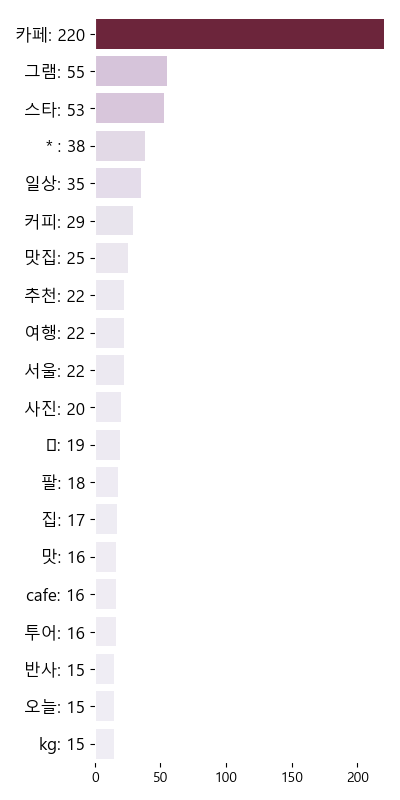 카페: 220
그램: 55
스타: 53
* : 38
일상: 35
커피: 29
맛집: 25
추천: 22
여행: 22
서울: 22
사진: 20
▯: 19
팔: 18
집: 17
맛: 16
cafe: 16
투어: 16
반사: 15
오늘: 15
kg: 15
0 50 100 150 200